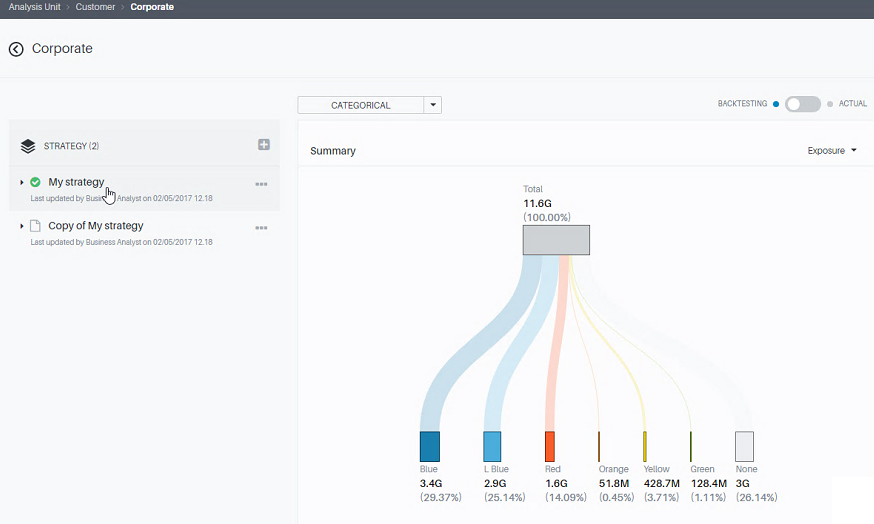 Analysis Unit > Customer > Corporate
Corporate
CATEGORICAL
BACKTESTING ACTUAL
STRATEGY (2)
My strategy
Last updated by Business Analyst on 02/05/2017 12.18
Copy of My strategy
Last updated by Business Analyst on 02/05/2017 12.18
Summary
Exposure
Total
11.6G
(100.00%)
Blue
3.4G
(29.37%)
L Blue
2.9G
(25.14%)
Red
1.6G
(14.09%)
Orange
51.8M
(0.45%)
Yellow
428.7M
(3.71%)
Green
128.4M
(1.11%)
None
3G
(26.14%)